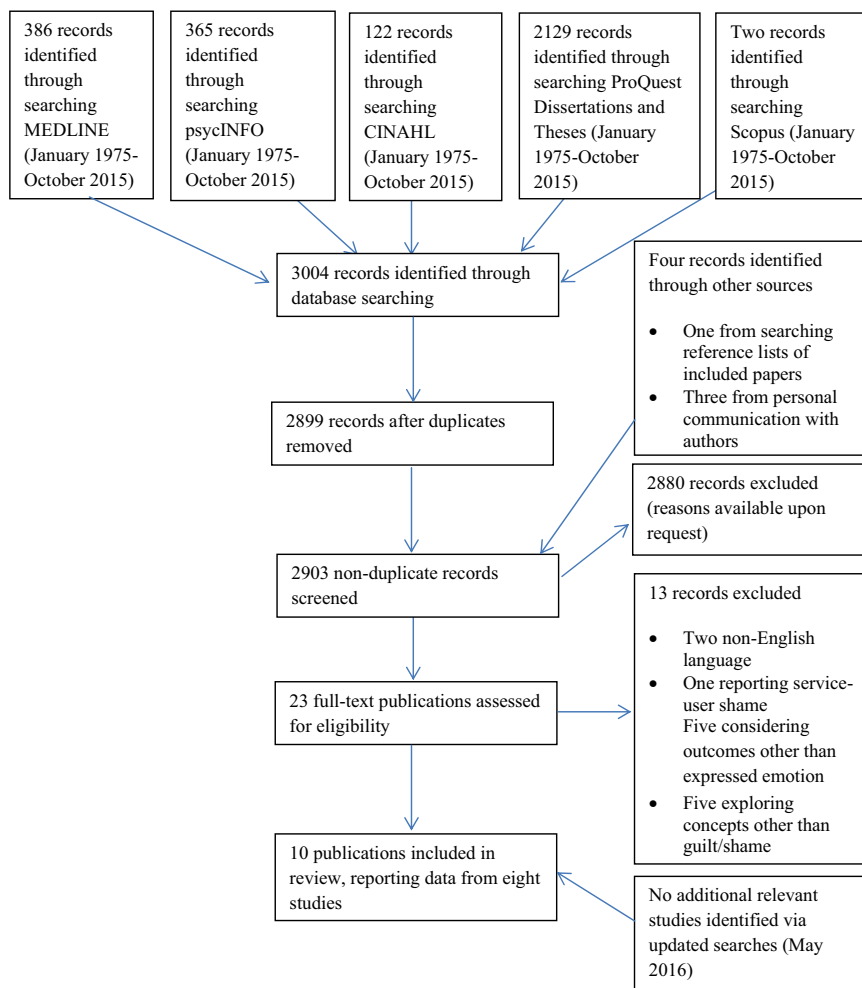 386 records
identified
through
searching
MEDLINE
(January 1975-
October 2015)
365 records
identified
through
searching
psycINFO
(January 1975-
October 2015)
122 records
identified
through
searching
CINAHL
(January 1975-
October 2015)
2129 records
identified through
searching ProQuest
Dissertations and
Theses (January
1975-October
2015)
Two records
identified
through
searching
Scopus (January
1975-October
2015)
3004 records identified through
database searching
Four records identified
through other sources
• One from searching
reference lists of
included papers
• Three from personal
communication with
authors
2899 records after duplicates
removed
2880 records excluded
(reasons available upon
request)
2903 non-duplicate records
screened
13 records excluded
• Two non-English
language
• One reporting service-
user shame
Five considering
outcomes other than
expressed emotion
• Five exploring
concepts other than
guilt/shame
23 full-text publications assessed
for eligibility
10 publications included in
review, reporting data from eight
studies
No additional relevant
studies identified via
updated searches (May
2016)